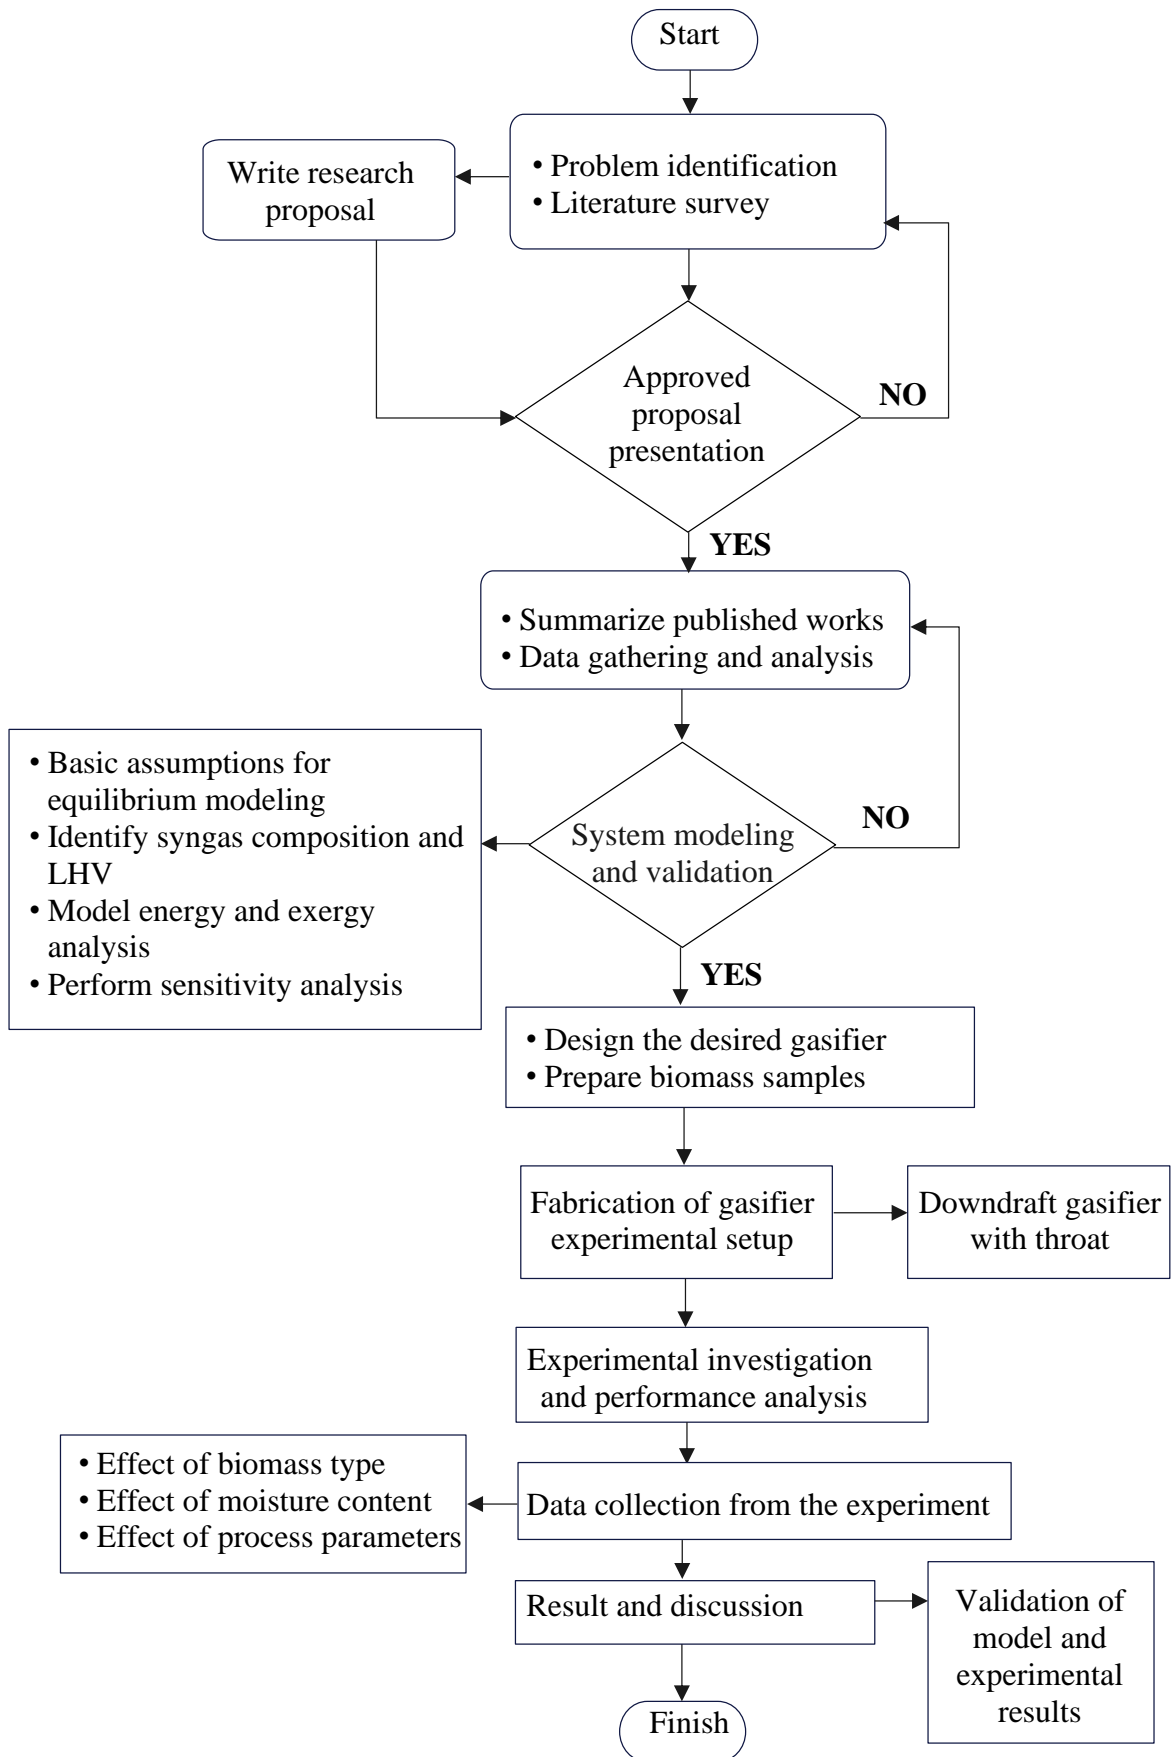 Start
Write research
proposal
• Problem identification
• Literature survey
Approved
proposal
presentation
NO
YES
• Summarize published works
• Data gathering and analysis
• Basic assumptions for
equilibrium modeling
• Identify syngas composition and
LHV
• Model energy and exergy
analysis
• Perform sensitivity analysis
System modeling
and validation
NO
YES
• Design the desired gasifier
• Prepare biomass samples
Fabrication of gasifier
experimental setup
Downdraft gasifier
with throat
Experimental investigation
and performance analysis
• Effect of biomass type
• Effect of moisture content
• Effect of process parameters
Data collection from the experiment
Result and discussion
Validation of
model and
experimental
results
Finish